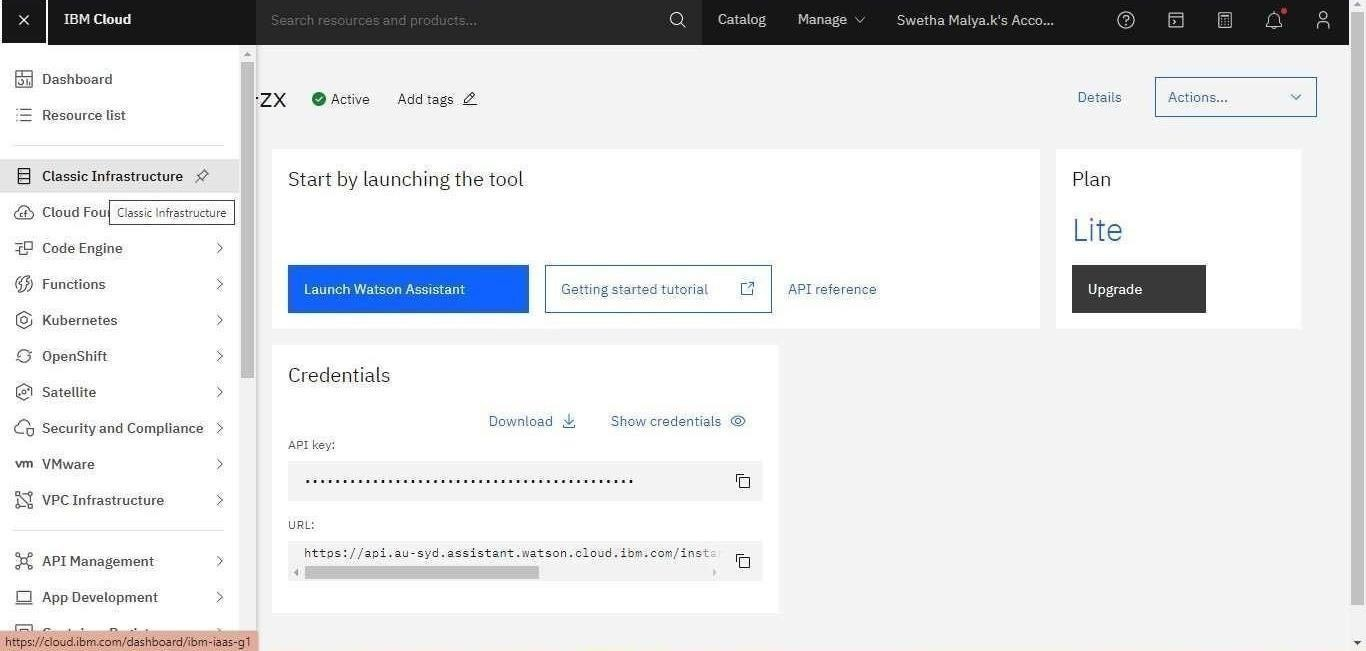 IBM Cloud
Search resources and products...
Catalog
Manage
Swetha Malya.k's Acco...
Dashboard
Resource list
Classic Infrastructure
Cloud Fou
Classic Infrastructure
Code Engine
Functions
Kubernetes
OpenShift
Satellite
Security and Compliance
vm VMware
VPC Infrastructure
API Management
App Development
https://cloud.ibm.com/dashboard/ibm-iaas-g1
zx
Active
Add tags
Details
Actions...
Start by launching the tool
Launch Watson Assistant
Getting started tutorial
API reference
Plan
Lite
Upgrade
Credentials
Download
Show credentials
API key:
••••••••••••••••••••••••••••••••••••••••••••
URL:
https://api.au-syd.assistant.watson.cloud.ibm.com/insta